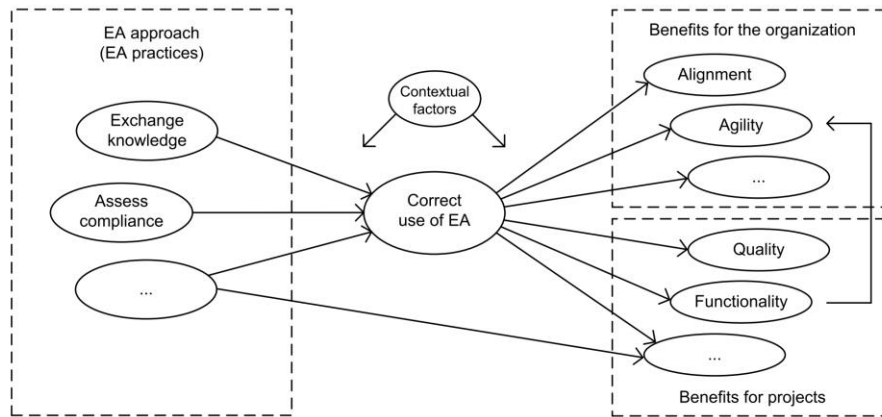 EA approach
(EA practices)
Exchange
knowledge
Assess
compliance
...
Contextual
factors
Correct
use of EA
Benefits for the organization
Alignment
Agility
...
Quality
Functionality
...
Benefits for projects